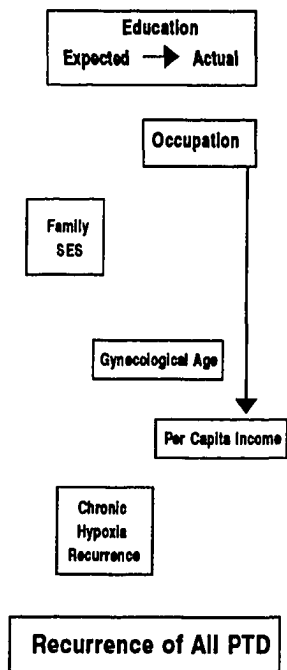 Education
Expected → Actual
Occupation
Family
SES
Gynecological Age
Per Capita Income
Chronic
Hypoxia
Recurrence
Recurrence of All PTD